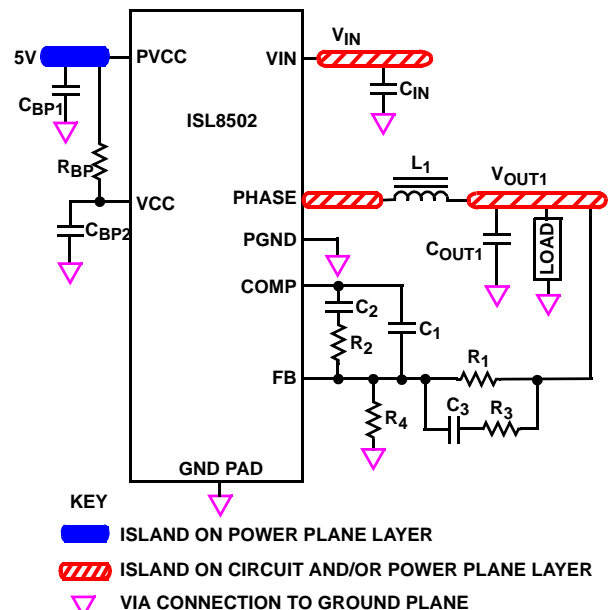 VIN
5V
PVCC
VIN
CBP1
CIN
ISL8502
RBP
L1
VOUT1
VCC
PHASE
CBP2
PGND
COUT1
LOAD
COMP
C2
C1
R2
R1
FB
C3
R3
R4
GND PAD
KEY
ISLAND ON POWER PLANE LAYER
ISLAND ON CIRCUIT AND/OR POWER PLANE LAYER
VIA CONNECTION TO GROUND PLANE